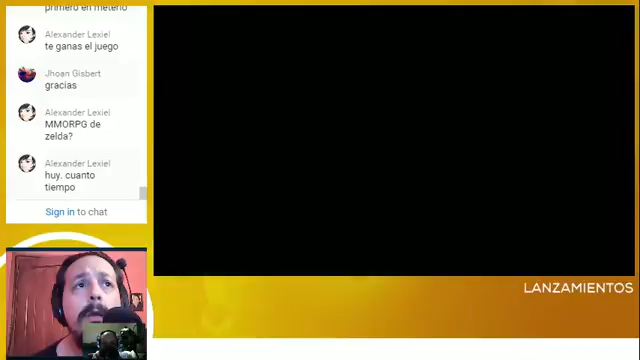 primero en meterlo
Alexander Lexiel
te ganas el juego
Jhoan Gisbert
gracias
Alexander Lexiel
MMORPG de
zelda?
Alexander Lexiel
huy. cuanto
tiempo
Sign in to chat
LANZAMIENTOS